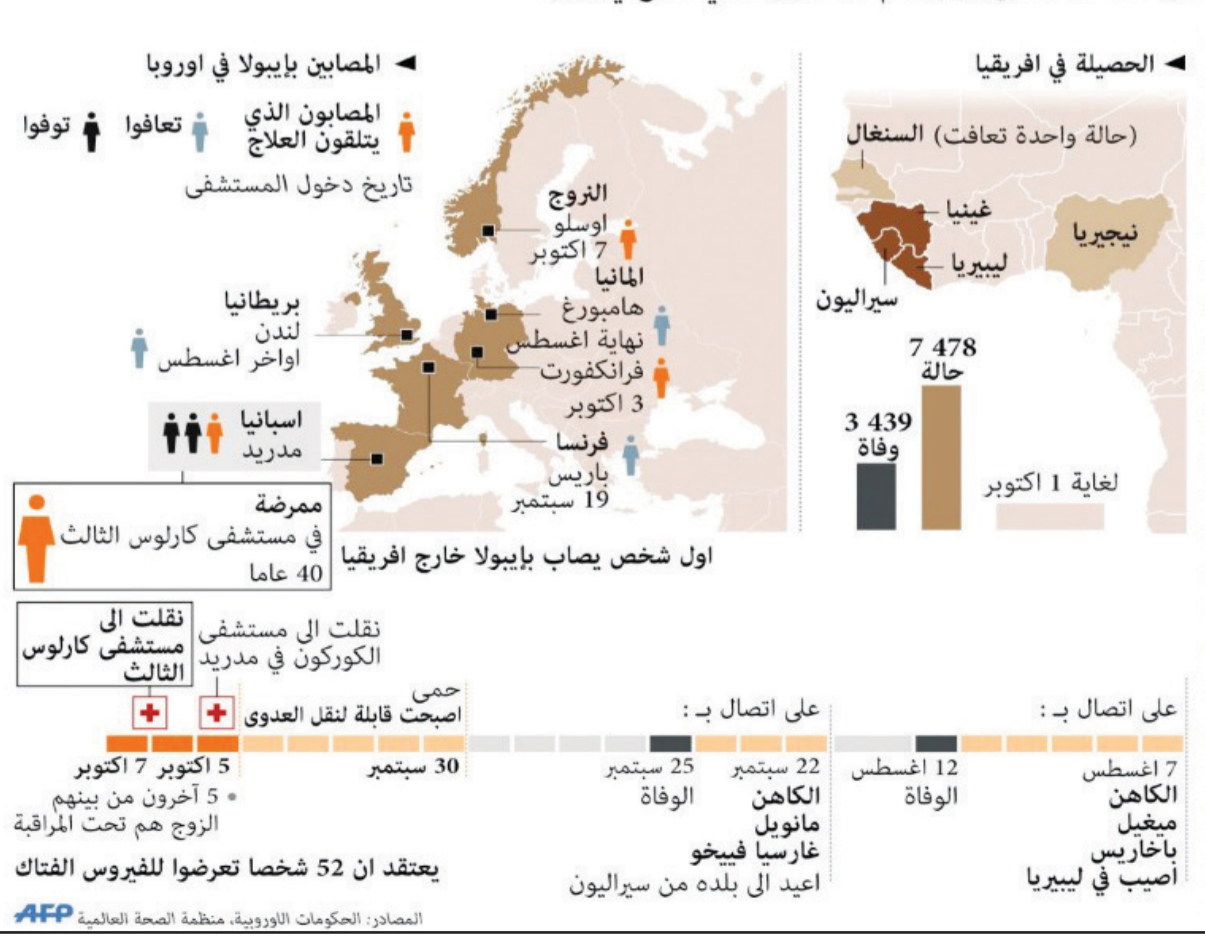 الحصيلة في افريقيا
(حالة واحدة تعافت) السنغال
غينيا
نيجيريا
ليبيريا
سيراليون
7 478
حالة
3 439
وفاة
لغاية 1 اكتوبر
المصابين بإيبولا في اوروبا
المصابون الذي
يتلقون العلاج
تعافوا
توفوا
تاريخ دخول المستشفى
النروج
اوسلو
7 اكتوبر
المانيا
هامبورغ
نهاية اغسطس
فرانكفورت
3 اكتوبر
بريطانيا
لندن
اواخر اغسطس
اسبانيا
مدريد
فرنسا
باريس
19 سبتمبر
ممرضة
في مستشفى كارلوس الثالث
40 عاما
اول شخص يصاب بإيبولا خارج افريقيا
على اتصال بـ :
7 اغسطس
الكاهن
ميغيل
باخاريس
اصيب في ليبيريا
12 اغسطس
الوفاة
على اتصال بـ :
22 سبتمبر
الكاهن
مانويل
غارسيا فييخو
اعيد الى بلده من سيراليون
25 سبتمبر
الوفاة
حمى
اصبحت قابلة لنقل العدوى
30 سبتمبر
نقلت الى مستشفى
الكوركون في مدريد
نقلت الى
مستشفى كارلوس
الثالث
5 اكتوبر
7 اكتوبر
• 5 آخرون من بينهم
الزوج هم تحت المراقبة
يعتقد ان 52 شخصا تعرضوا للفيروس الفتاك
المصادر: الحكومات الاوروبية، منظمة الصحة العالمية AFP